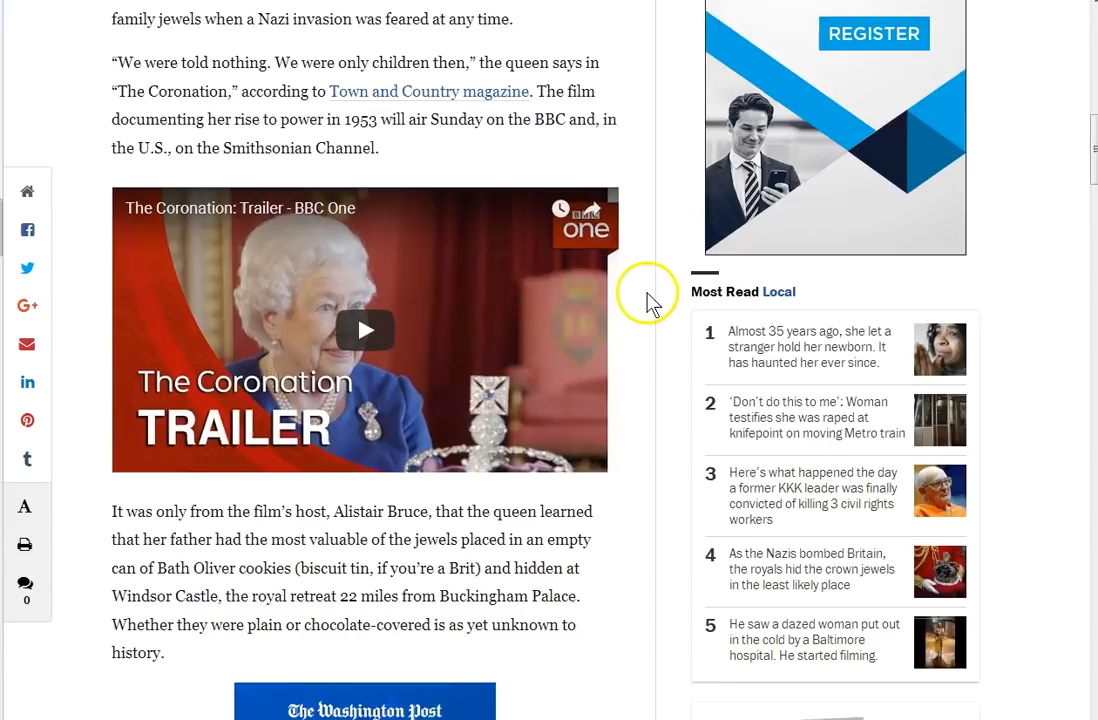 family jewels when a Nazi invasion was feared at any time.
“We were told nothing. We were only children then,” the queen says in
“The Coronation,” according to Town and Country magazine. The film
documenting her rise to power in 1953 will air Sunday on the BBC and, in
the U.S., on the Smithsonian Channel.
The Coronation: Trailer - BBC One
BBC
one
The Coronation
TRAILER
It was only from the film’s host, Alistair Bruce, that the queen learned
that her father had the most valuable of the jewels placed in an empty
can of Bath Oliver cookies (biscuit tin, if you’re a Brit) and hidden at
Windsor Castle, the royal retreat 22 miles from Buckingham Palace.
Whether they were plain or chocolate-covered is as yet unknown to
history.
The Washington Post
G+
in
t
A
0
REGISTER
Most Read Local
1 Almost 35 years ago, she let a
stranger hold her newborn. It
has haunted her ever since.
2 ‘Don’t do this to me’: Woman
testifies she was raped at
knifepoint on moving Metro train
3 Here’s what happened the day
a former KKK leader was finally
convicted of killing 3 civil rights
workers
4 As the Nazis bombed Britain,
the royals hid the crown jewels
in the least likely place
5 He saw a dazed woman put out
in the cold by a Baltimore
hospital. He started filming.